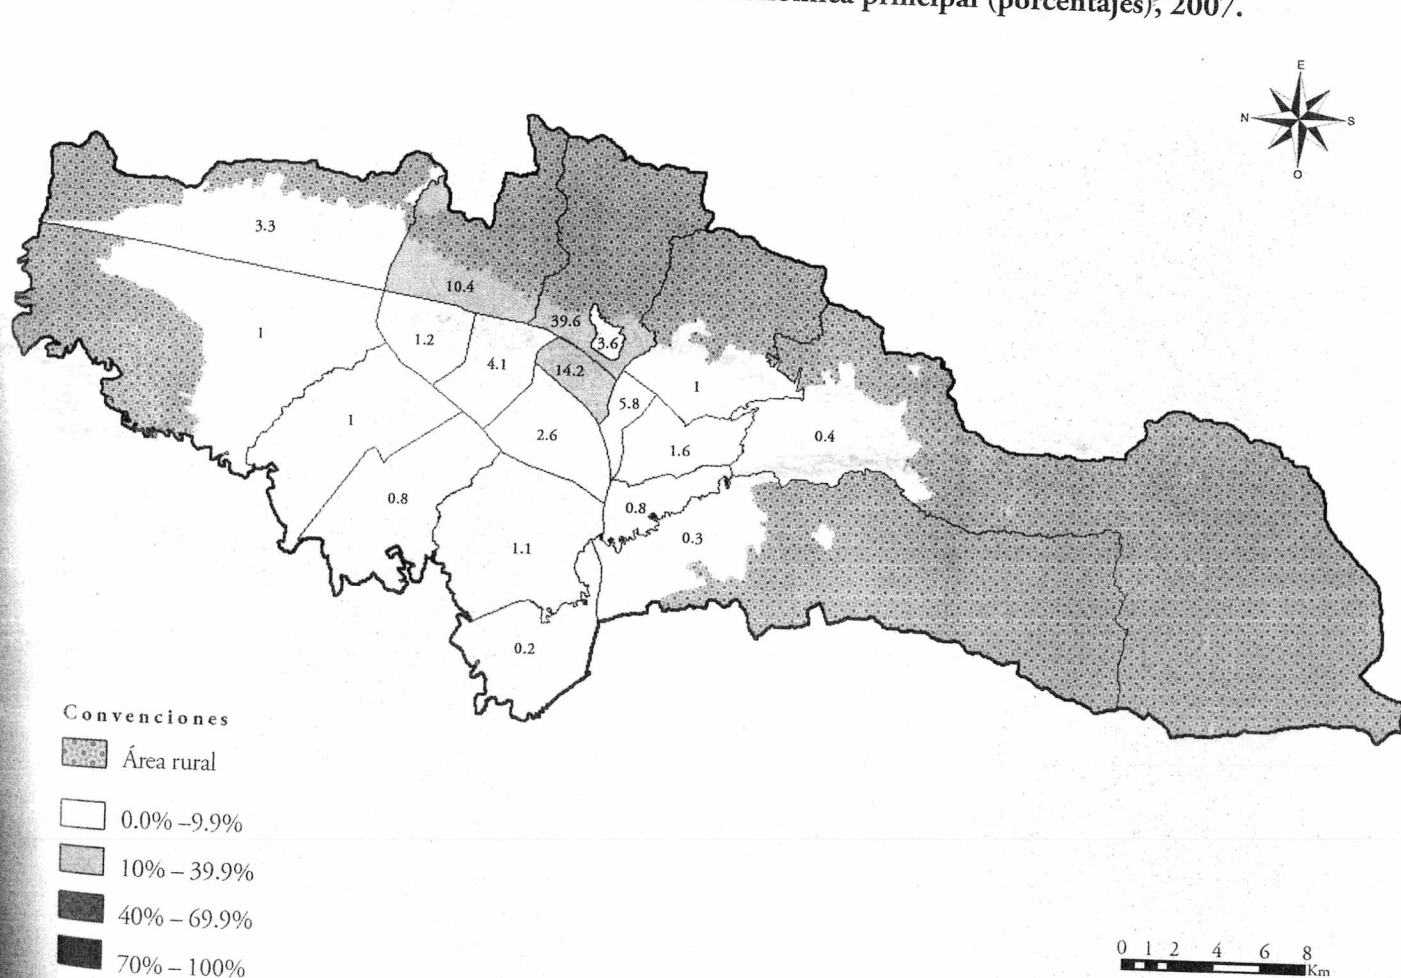 principal (porcentajes), 2007.
E
N
S
O
3.3
10.4
39.6
3.6
1
1.2
4.1
14.2
1
5.8
1
2.6
1.6
0.4
0.8
0.8
1.1
0.3
0.2
Convenciones
Área rural
0.0% –9.9%
10% – 39.9%
40% – 69.9%
70% – 100%
0 1 2 4 6 8
Km